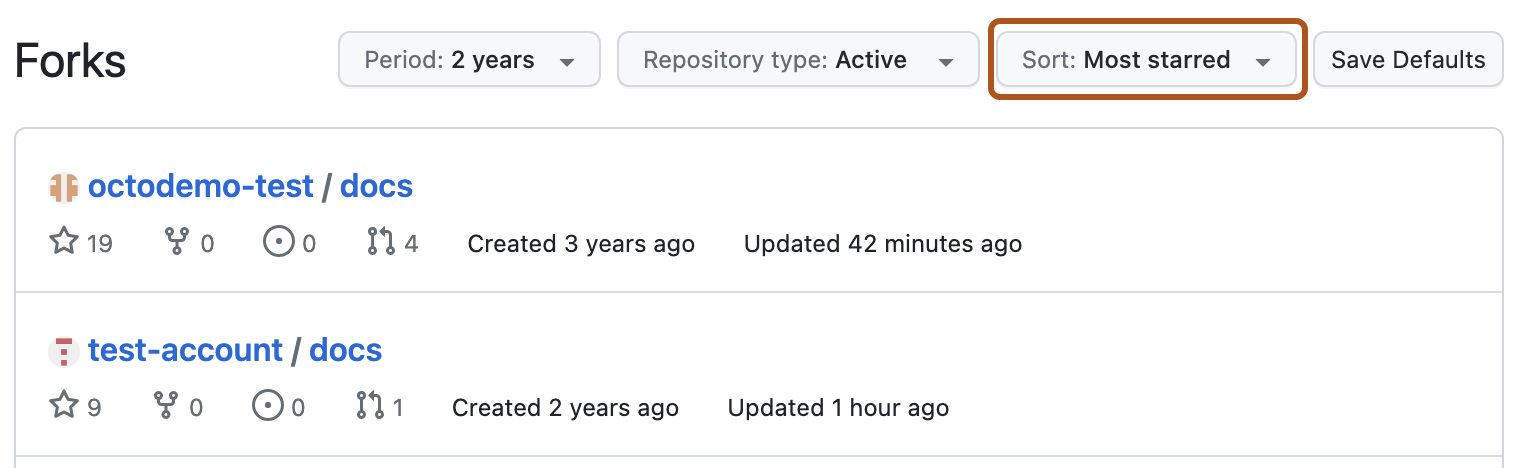 Forks Period: 2 years Repository type: Active Sort: Most starred Save Defaults
octodemo-test / docs
19 0 0 4 Created 3 years ago Updated 42 minutes ago
test-account / docs
9 0 0 1 Created 2 years ago Updated 1 hour ago